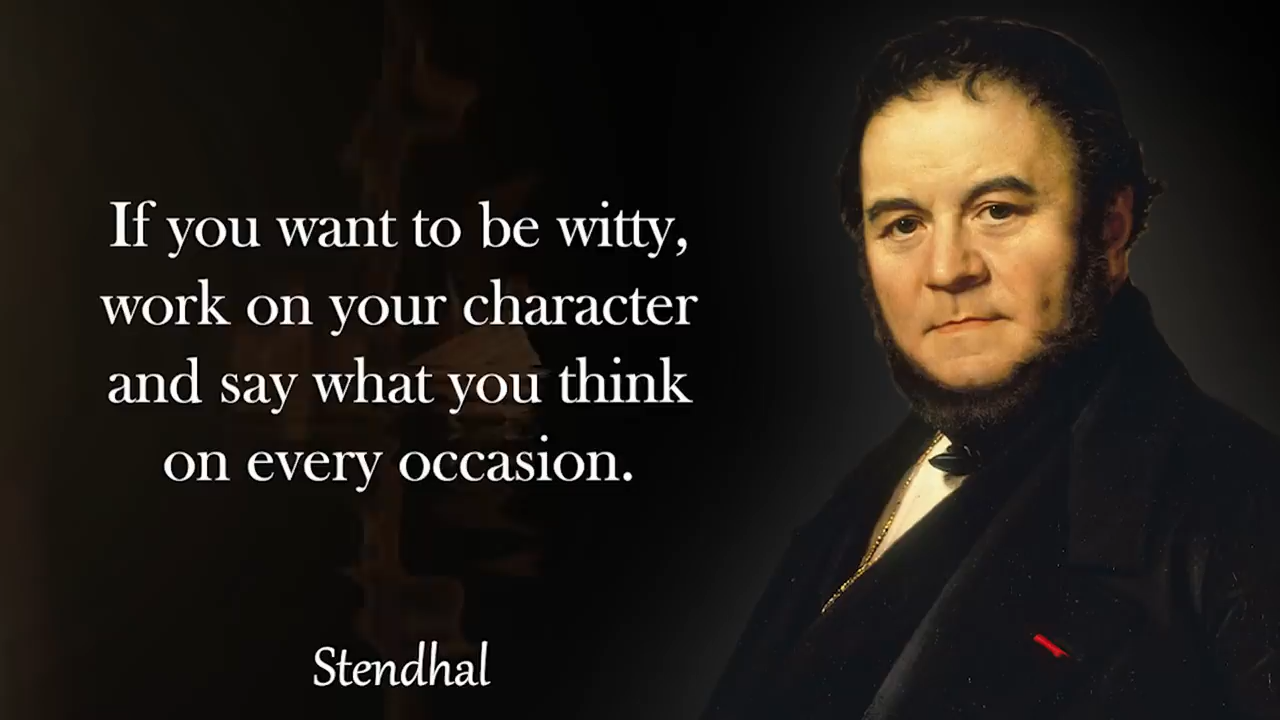 If you want to be witty,
work on your character
and say what you think
on every occasion.
Stendhal